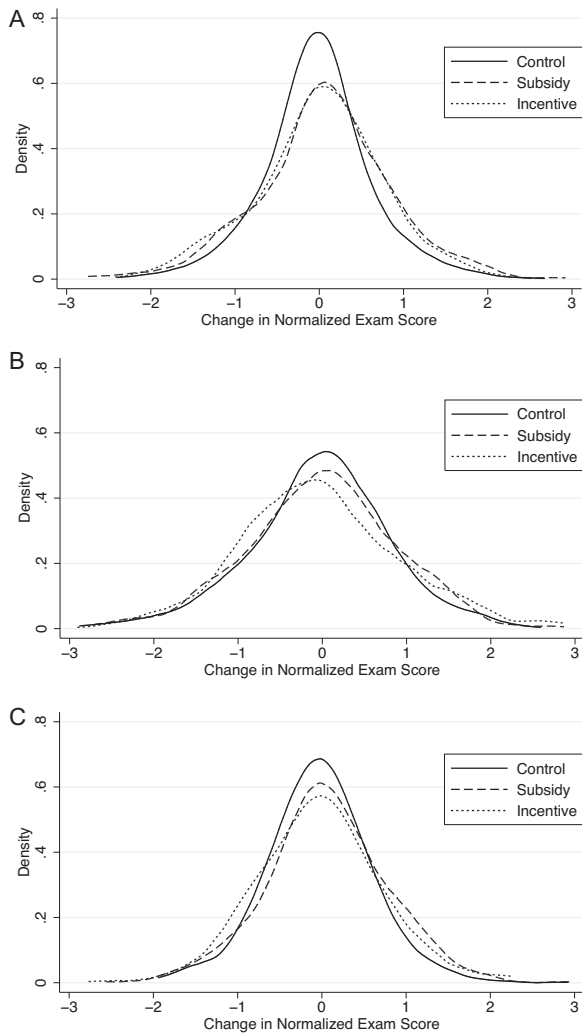 A
.8
.6
.4
.2
0
Density
Control
Subsidy
Incentive
−3 −2 −1 0 1 2 3
Change in Normalized Exam Score
B
.8
.6
.4
.2
0
Density
Control
Subsidy
Incentive
−3 −2 −1 0 1 2 3
Change in Normalized Exam Score
C
.8
.6
.4
.2
0
Density
Control
Subsidy
Incentive
−3 −2 −1 0 1 2 3
Change in Normalized Exam Score